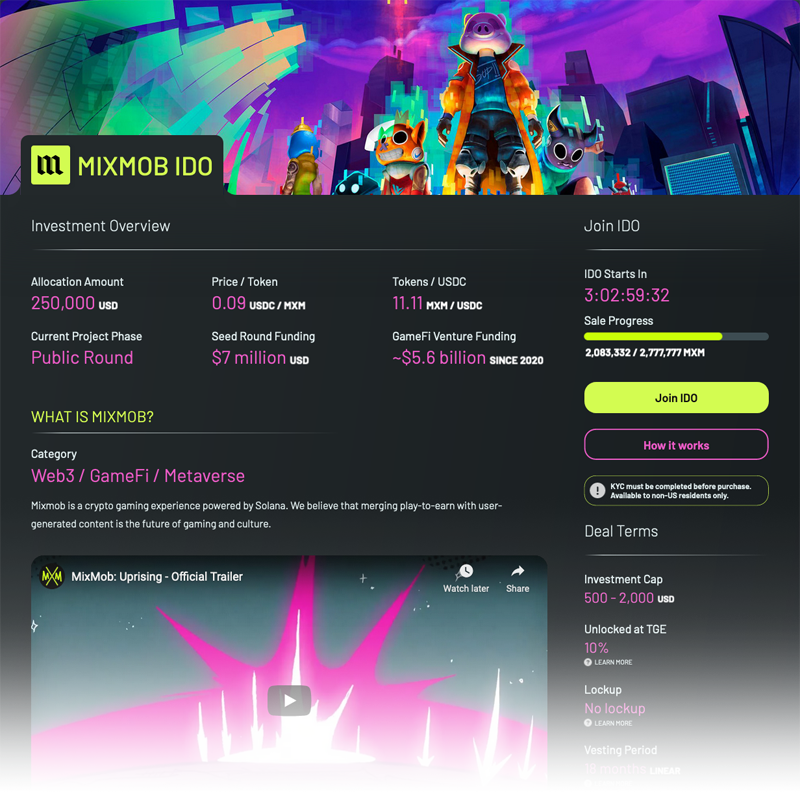 m MIXMOB IDO
SUP!
Investment Overview
Allocation Amount
250,000 USD
Price / Token
0.09 USDC / MXM
Tokens / USDC
11.11 MXM / USDC
Current Project Phase
Public Round
Seed Round Funding
$7 million USD
GameFi Venture Funding
~$5.6 billion SINCE 2020
WHAT IS MIXMOB?
Category
Web3 / GameFi / Metaverse
Mixmob is a crypto gaming experience powered by Solana. We believe that merging play-to-earn with user-
generated content is the future of gaming and culture.
MXM
MixMob: Uprising - Official Trailer
Watch later
Share
Join IDO
IDO Starts In
3:02:59:32
Sale Progress
2,083,332 / 2,777,777 MXM
Join IDO
How it works
! KYC must be completed before purchase.
Available to non-US residents only.
Deal Terms
Investment Cap
500 - 2,000 USD
Unlocked at TGE
10%
? LEARN MORE
Lockup
No lockup
? LEARN MORE
Vesting Period
18 months LINEAR